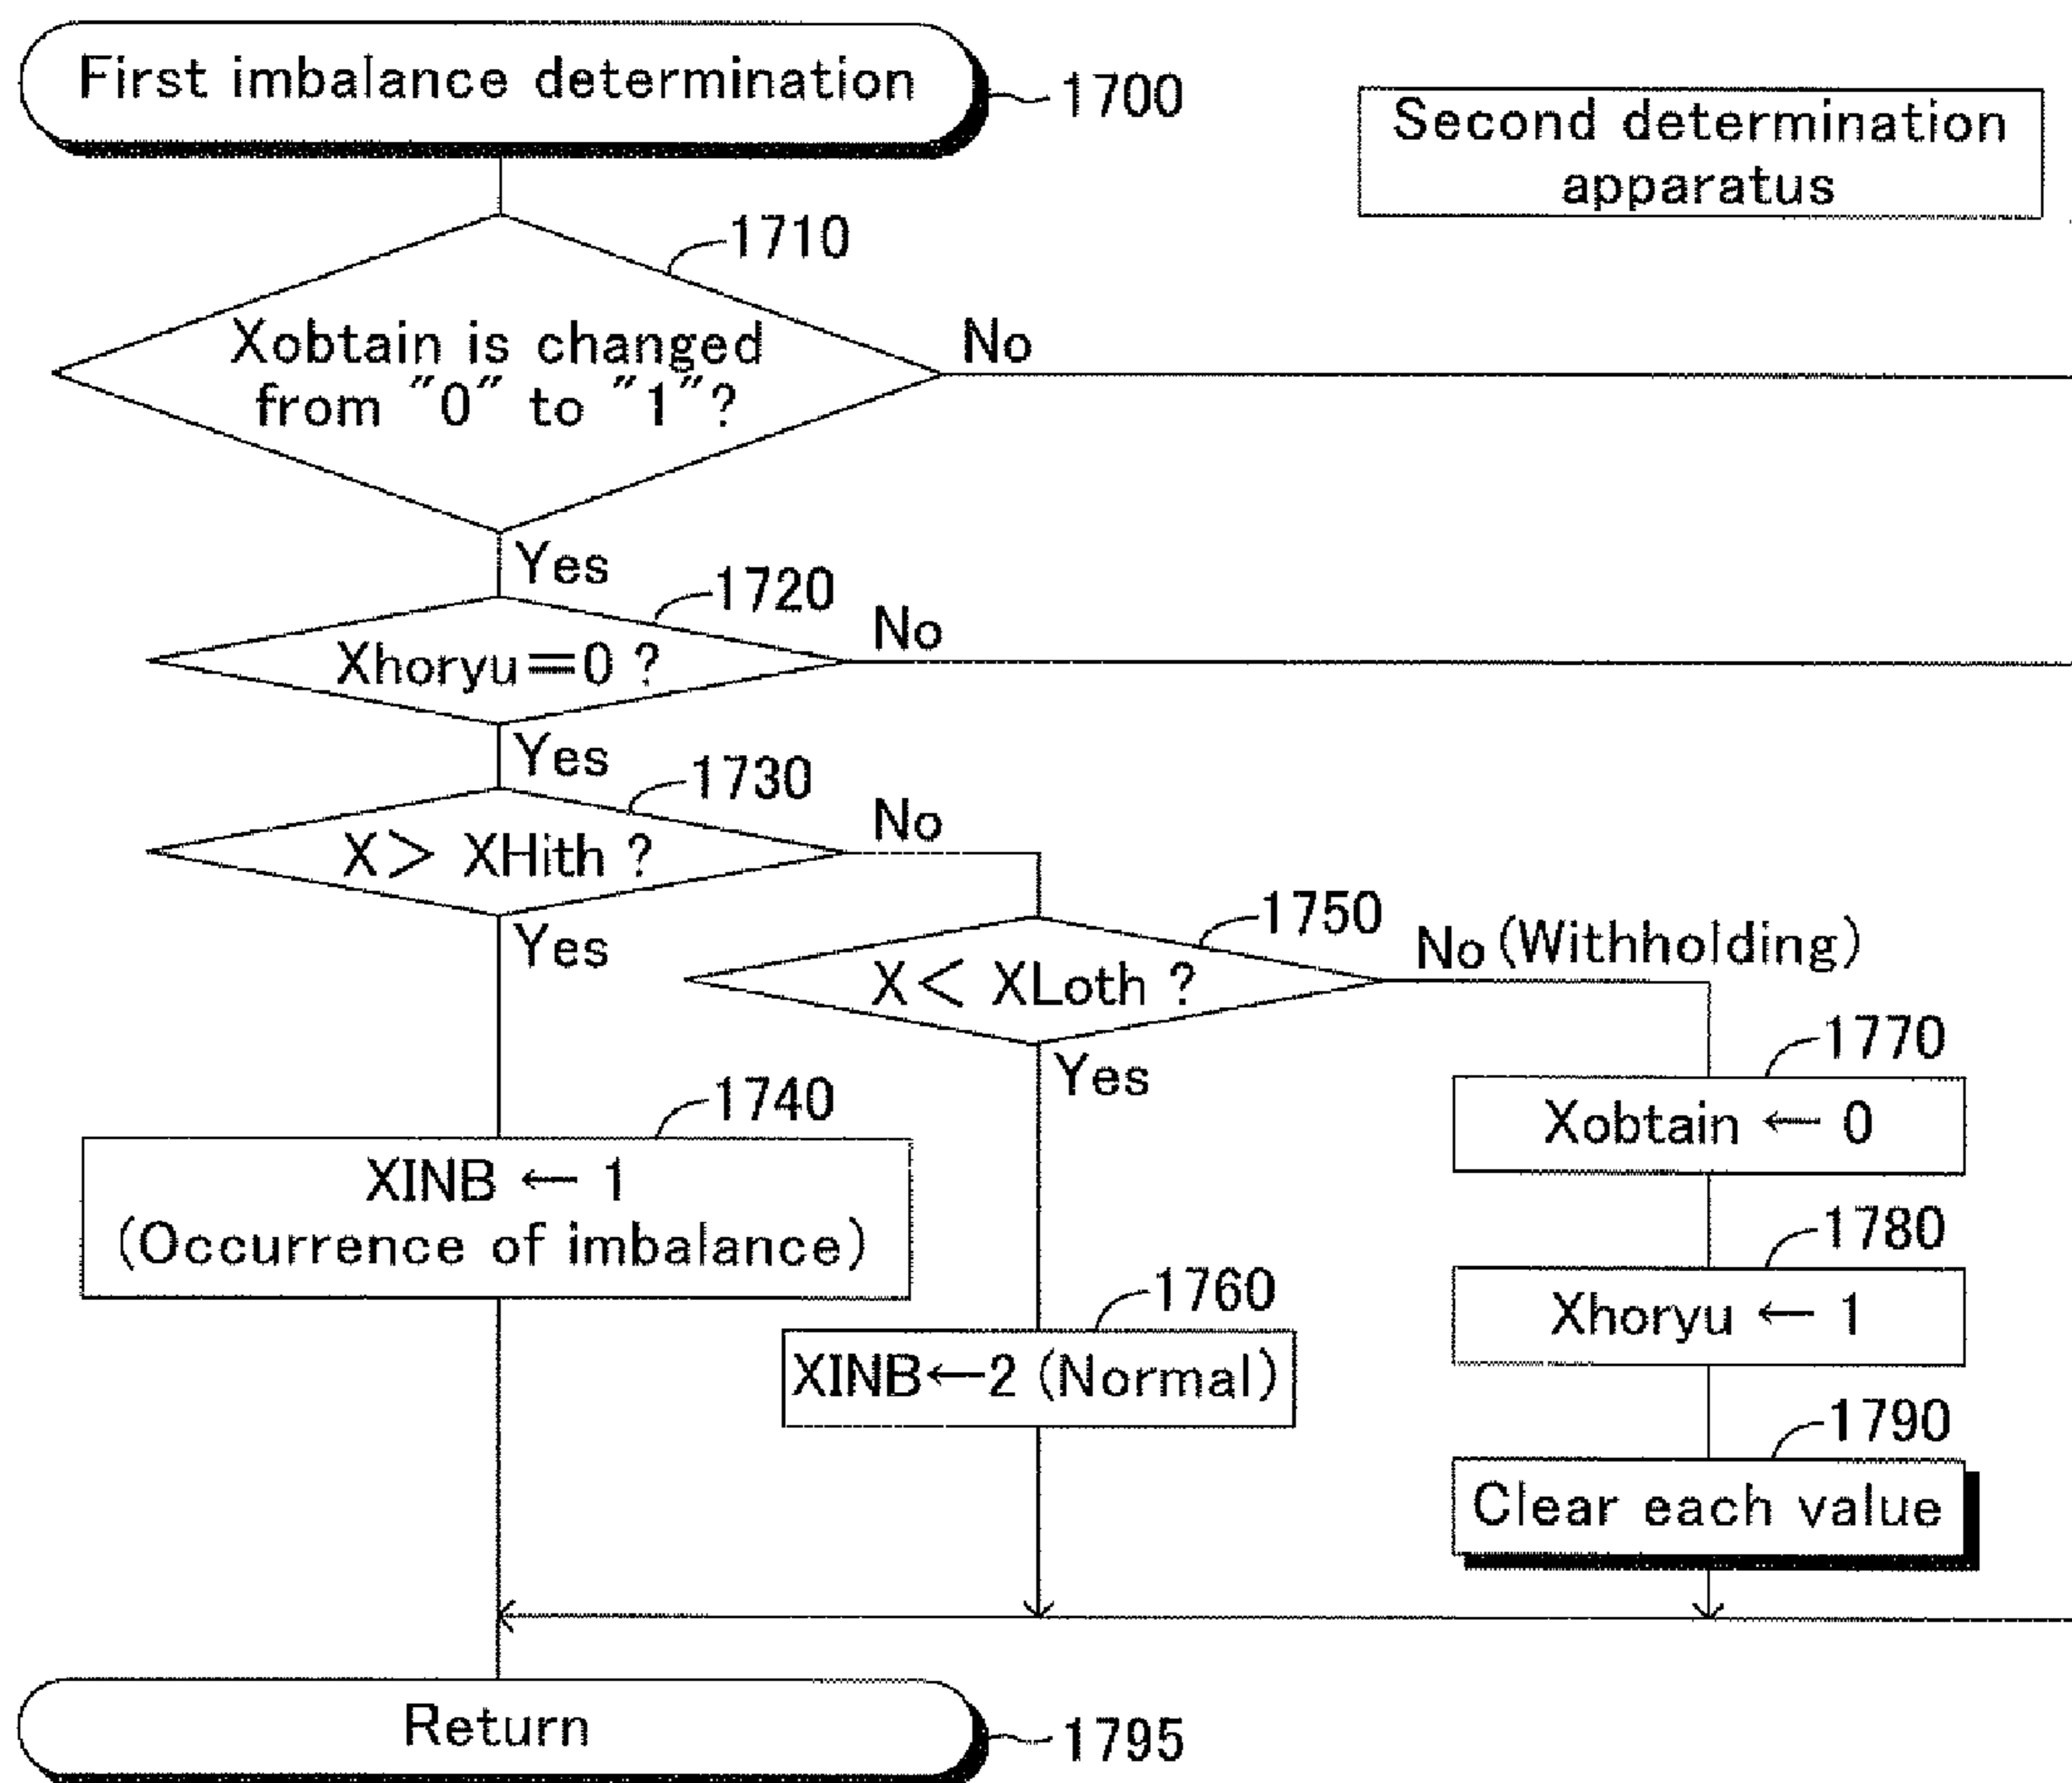 First imbalance determination
1700
Second determination
apparatus
1710
Xobtain is changed
from "0" to "1"?
No
Yes
1720
Xhoryu=0 ?
No
Yes
1730
X> XHith ?
No
Yes
1750
X< XLoth ?
No (Withholding)
Yes
1740
XINB ← 1
(Occurrence of imbalance)
1760
XINB←2 (Normal)
1770
Xobtain ← 0
1780
Xhoryu ← 1
1790
Clear each value
Return
1795